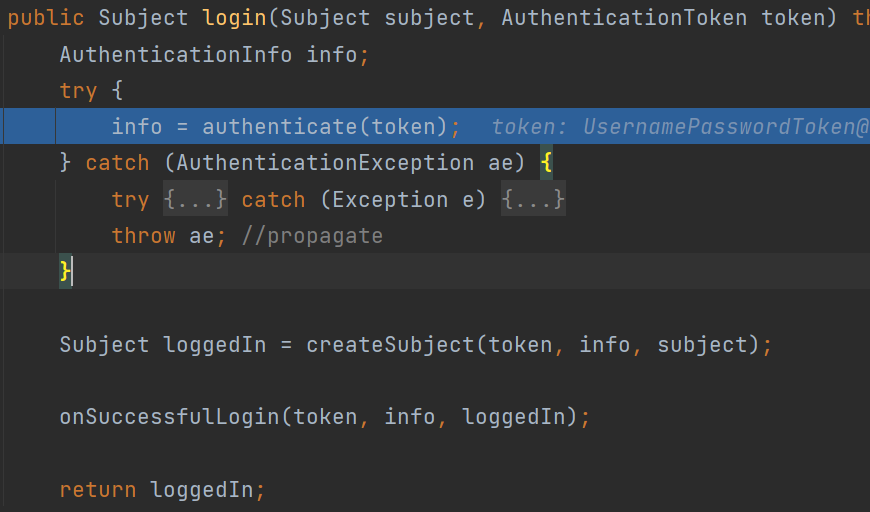 public Subject login(Subject subject, AuthenticationToken token) th
AuthenticationInfo info;
try {
info = authenticate(token); token: UsernamePasswordToken@
} catch (AuthenticationException ae) {
try {...} catch (Exception e) {...}
throw ae; //propagate
}
Subject loggedIn = createSubject(token, info, subject);
onSuccessfulLogin(token, info, loggedIn);
return loggedIn;